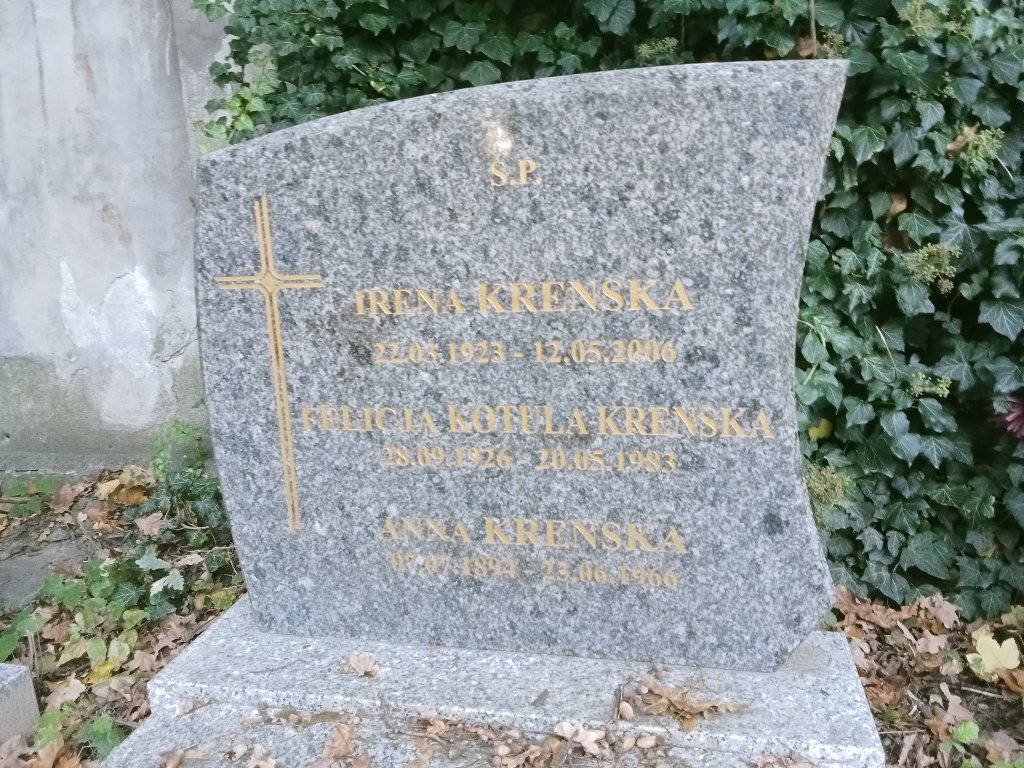 Ś.P.
IRENA KRENSKA
22.03.1923 - 12.05.2006
FELICJA KOTULA KRENSKA
28.09.1926 - 20.05.1983
ANNA KRENSKA
07.07.1894 - 23.06.1966